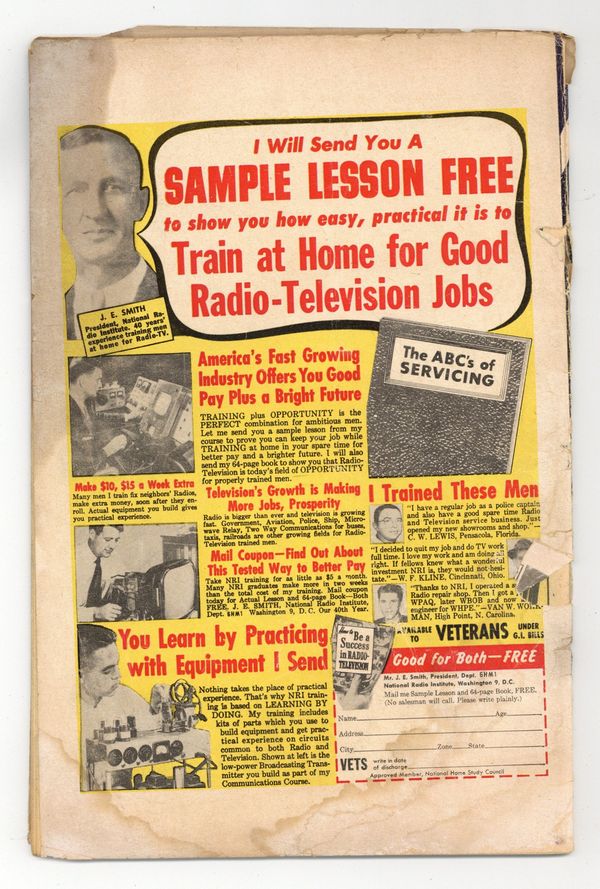 I Will Send You A
SAMPLE LESSON FREE
to show you how easy, practical it is to
Train at Home for Good
Radio-Television Jobs
J. E. SMITH
President, National Ra-
dio Institute. 40 years'
experience training men
at home for Radio-TV.
America's Fast Growing
Industry Offers You Good
Pay Plus a Bright Future
TRAINING plus OPPORTUNITY is the
PERFECT combination for ambitious men.
Let me send you a sample lesson from my
course to prove you can keep your job while
TRAINING at home in your spare time for
better pay and a brighter future. I will also
send my 64-page book to show you that Radio-
Television is today's field of OPPORTUNITY
for properly trained men.
The ABC's of
SERVICING
Make $10, $15 a Week Extra
Many men I train fix neighbors' Radios,
make extra money, soon after they en-
roll. Actual equipment you build gives
you practical experience.
Television's Growth is Making
More Jobs, Prosperity
Radio is bigger than ever and television is growing
fast. Government, Aviation, Police, Ship, Micro-
wave Relay, Two Way Communications for buses,
taxis, railroads are other growing fields for Radio-
Television trained men.
Mail Coupon—Find Out About
This Tested Way to Better Pay
Take NRI training for as little as $5 a month.
Many NRI graduates make more in two weeks
than the total cost of my training. Mail coupon
today for Actual Lesson and 64-page Book—Both
FREE. J. E. SMITH, National Radio Institute,
Dept. 5HM1 Washington 9, D. C. Our 40th Year.
I Trained These Men
"I have a regular job as a police captain
and also have a good spare time Radio
and Television service business. Just
opened my new showrooms and shop."—
C. W. LEWIS, Pensacola, Florida.
"I decided to quit my job and do TV work
full time. I love my work and am doing all
right. If fellows knew what a wonderful
investment NRI is, they would not hesi-
tate."—W. F. KLINE, Cincinnati, Ohio.
"Thanks to NRI, I operated a
Radio repair shop. Then I got a
WPAQ, later WBOB and now
engineer for WHPE."—VAN W. WORK-
MAN, High Point, N. Carolina.
You Learn by Practicing
with Equipment I Send
Nothing takes the place of practical
experience. That's why NRI train-
ing is based on LEARNING BY
DOING. My training includes
kits of parts which you use to
build equipment and get prac-
tical experience on circuits
common to both Radio and
Television. Shown at left is the
low-power Broadcasting Trans-
mitter you build as part of my
Communications Course.
How to
Be a
Success
in RADIO-
TELEVISION
AVAILABLE TO VETERANS UNDER G.I. BILLS
Good for Both—FREE
Mr. J. E. Smith, President, Dept. 5HM1
National Radio Institute, Washington 9, D.C.
Mail me Sample Lesson and 64-page Book, FREE.
(No salesman will call. Please write plainly.)
Name Age
Address
City Zone State
VETS write in date
of discharge
Approved Member, National Home Study Council